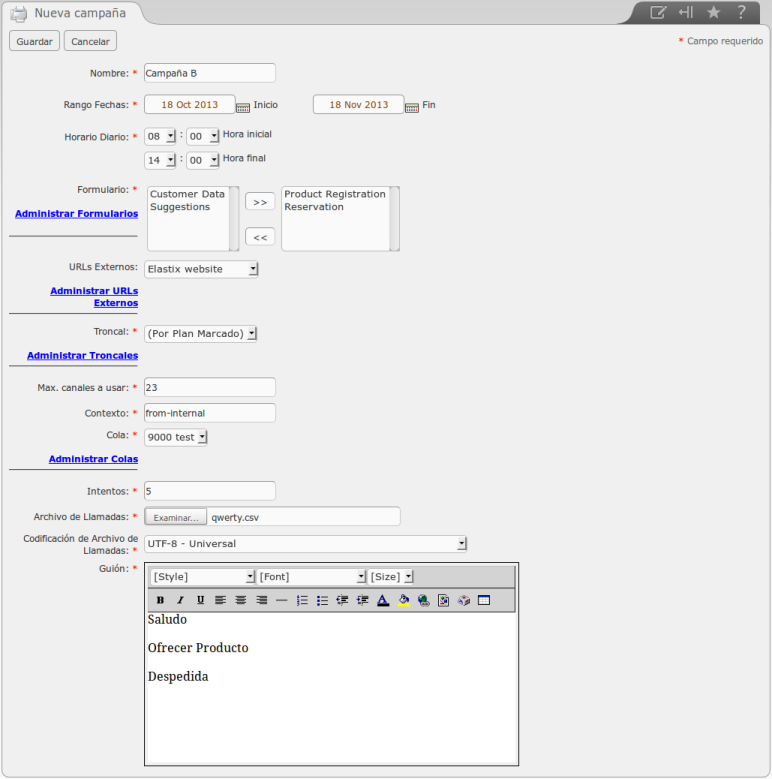 Nueva campaña
?
Guardar Cancelar * Campo requerido
Nombre: * Campaña B
Rango Fechas: * 18 Oct 2013 Inicio 18 Nov 2013 Fin
Horario Diario: * 08 : 00 Hora inicial
14 : 00 Hora final
Formulario: * Customer Data >> Product Registration
Suggestions Reservation
Administrar Formularios
<<
URLs Externos: Elastix website
Administrar URLs
Externos
Troncal: * (Por Plan Marcado)
Administrar Troncales
Max. canales a usar: * 23
Contexto: * from-internal
Cola: * 9000 test
Administrar Colas
Intentos: * 5
Archivo de Llamadas: * Examinar... qwerty.csv
Codificación de Archivo de
Llamadas: * UTF-8 - Universal
Guión: * [Style] [Font] [Size]
B I U A
Saludo
Ofrecer Producto
Despedida